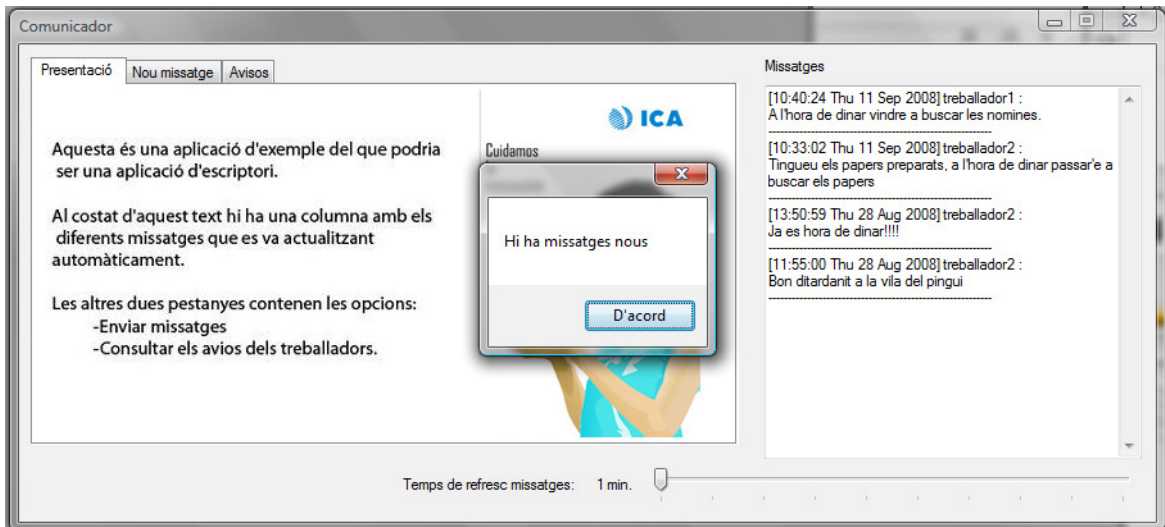 Comunicador
Presentació
Nou missatge
Avisos
ICA
Aquesta és una aplicació d'exemple del que podria
ser una aplicació d'escriptori.
Al costat d'aquest text hi ha una columna amb els
diferents missatges que es va actualitzant
automàticament.
Les altres dues pestanyes contenen les opcions:
-Enviar missatges
-Consultar els avios dels treballadors.
Cuidamos
Hi ha missatges nous
D'acord
Missatges
[10:40:24 Thu 11 Sep 2008] treballador1 :
A l'hora de dinar vindre a buscar les nomines.
[10:33:02 Thu 11 Sep 2008] treballador2 :
Tingueu els papers preparats, a l'hora de dinar passar'e a
buscar els papers
[13:50:59 Thu 28 Aug 2008] treballador2 :
Ja es hora de dinar!!!!
[11:55:00 Thu 28 Aug 2008] treballador2 :
Bon ditardanit a la vila del pingui
Temps de refresc missatges: 1 min.